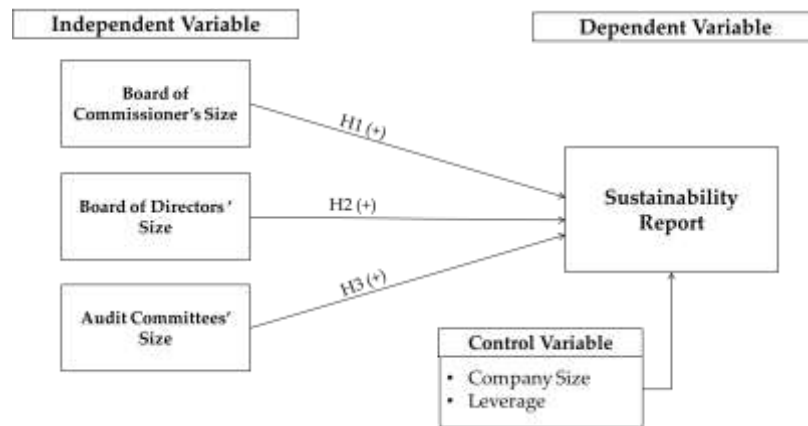 Independent Variable
Dependent Variable
Board of
Commissioner's Size
H1 (+)
Board of Directors '
Size
H2 (+)
Sustainability
Report
Audit Committees'
Size
H3 (+)
Control Variable
• Company Size
• Leverage